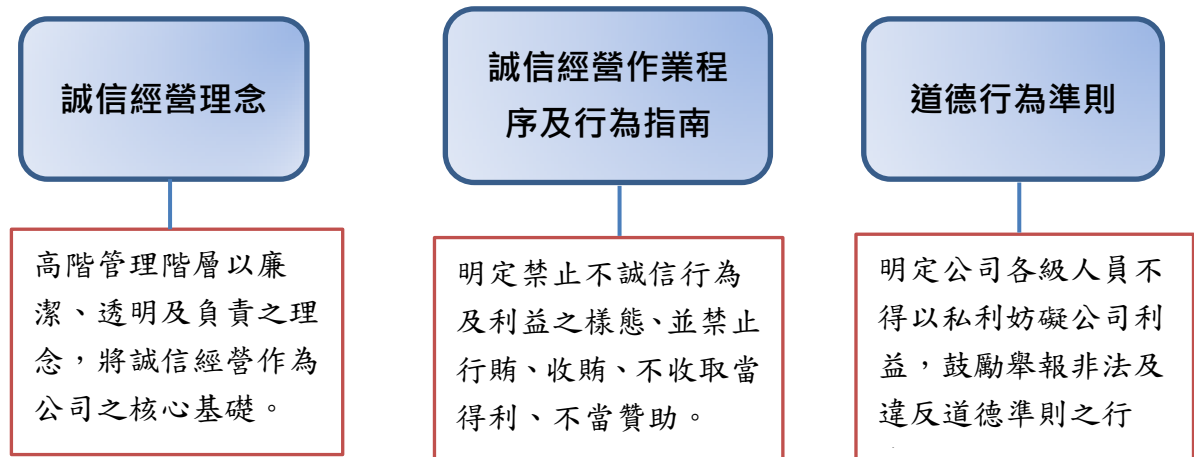 誠信經營理念
高階管理階層以廉
潔、透明及負責之理
念，將誠信經營作為
公司之核心基礎。
誠信經營作業程
序及行為指南
明定禁止不誠信行為
及利益之樣態、並禁止
行賄、收賄、不收取當
得利、不當贊助。
道德行為準則
明定公司各級人員不
得以私利妨礙公司利
益，鼓勵舉報非法及
違反道德準則之行